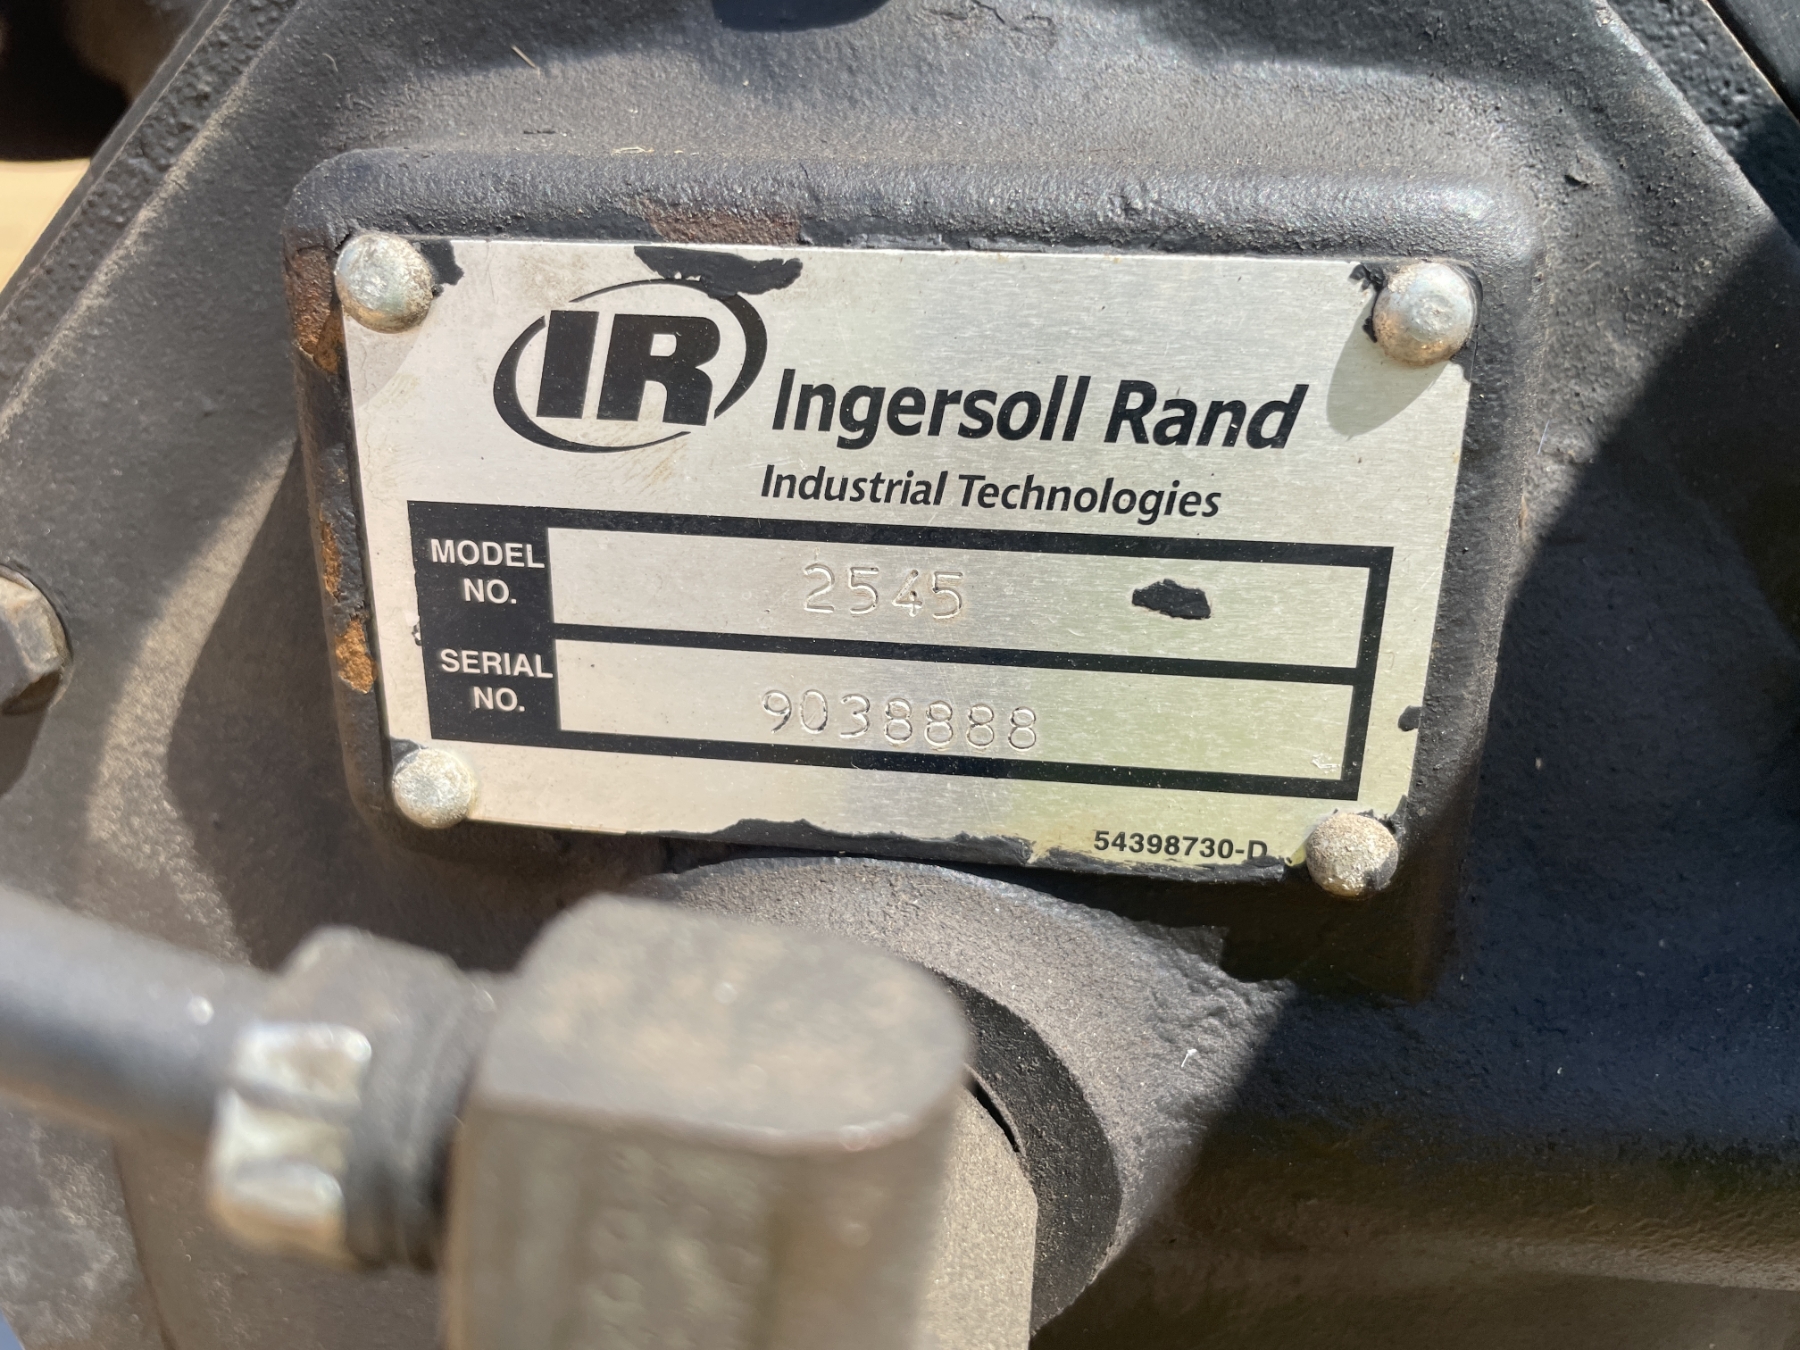 IR Ingersoll Rand
Industrial Technologies
MODEL NO. 2545
SERIAL NO. 9038888
54398730-D